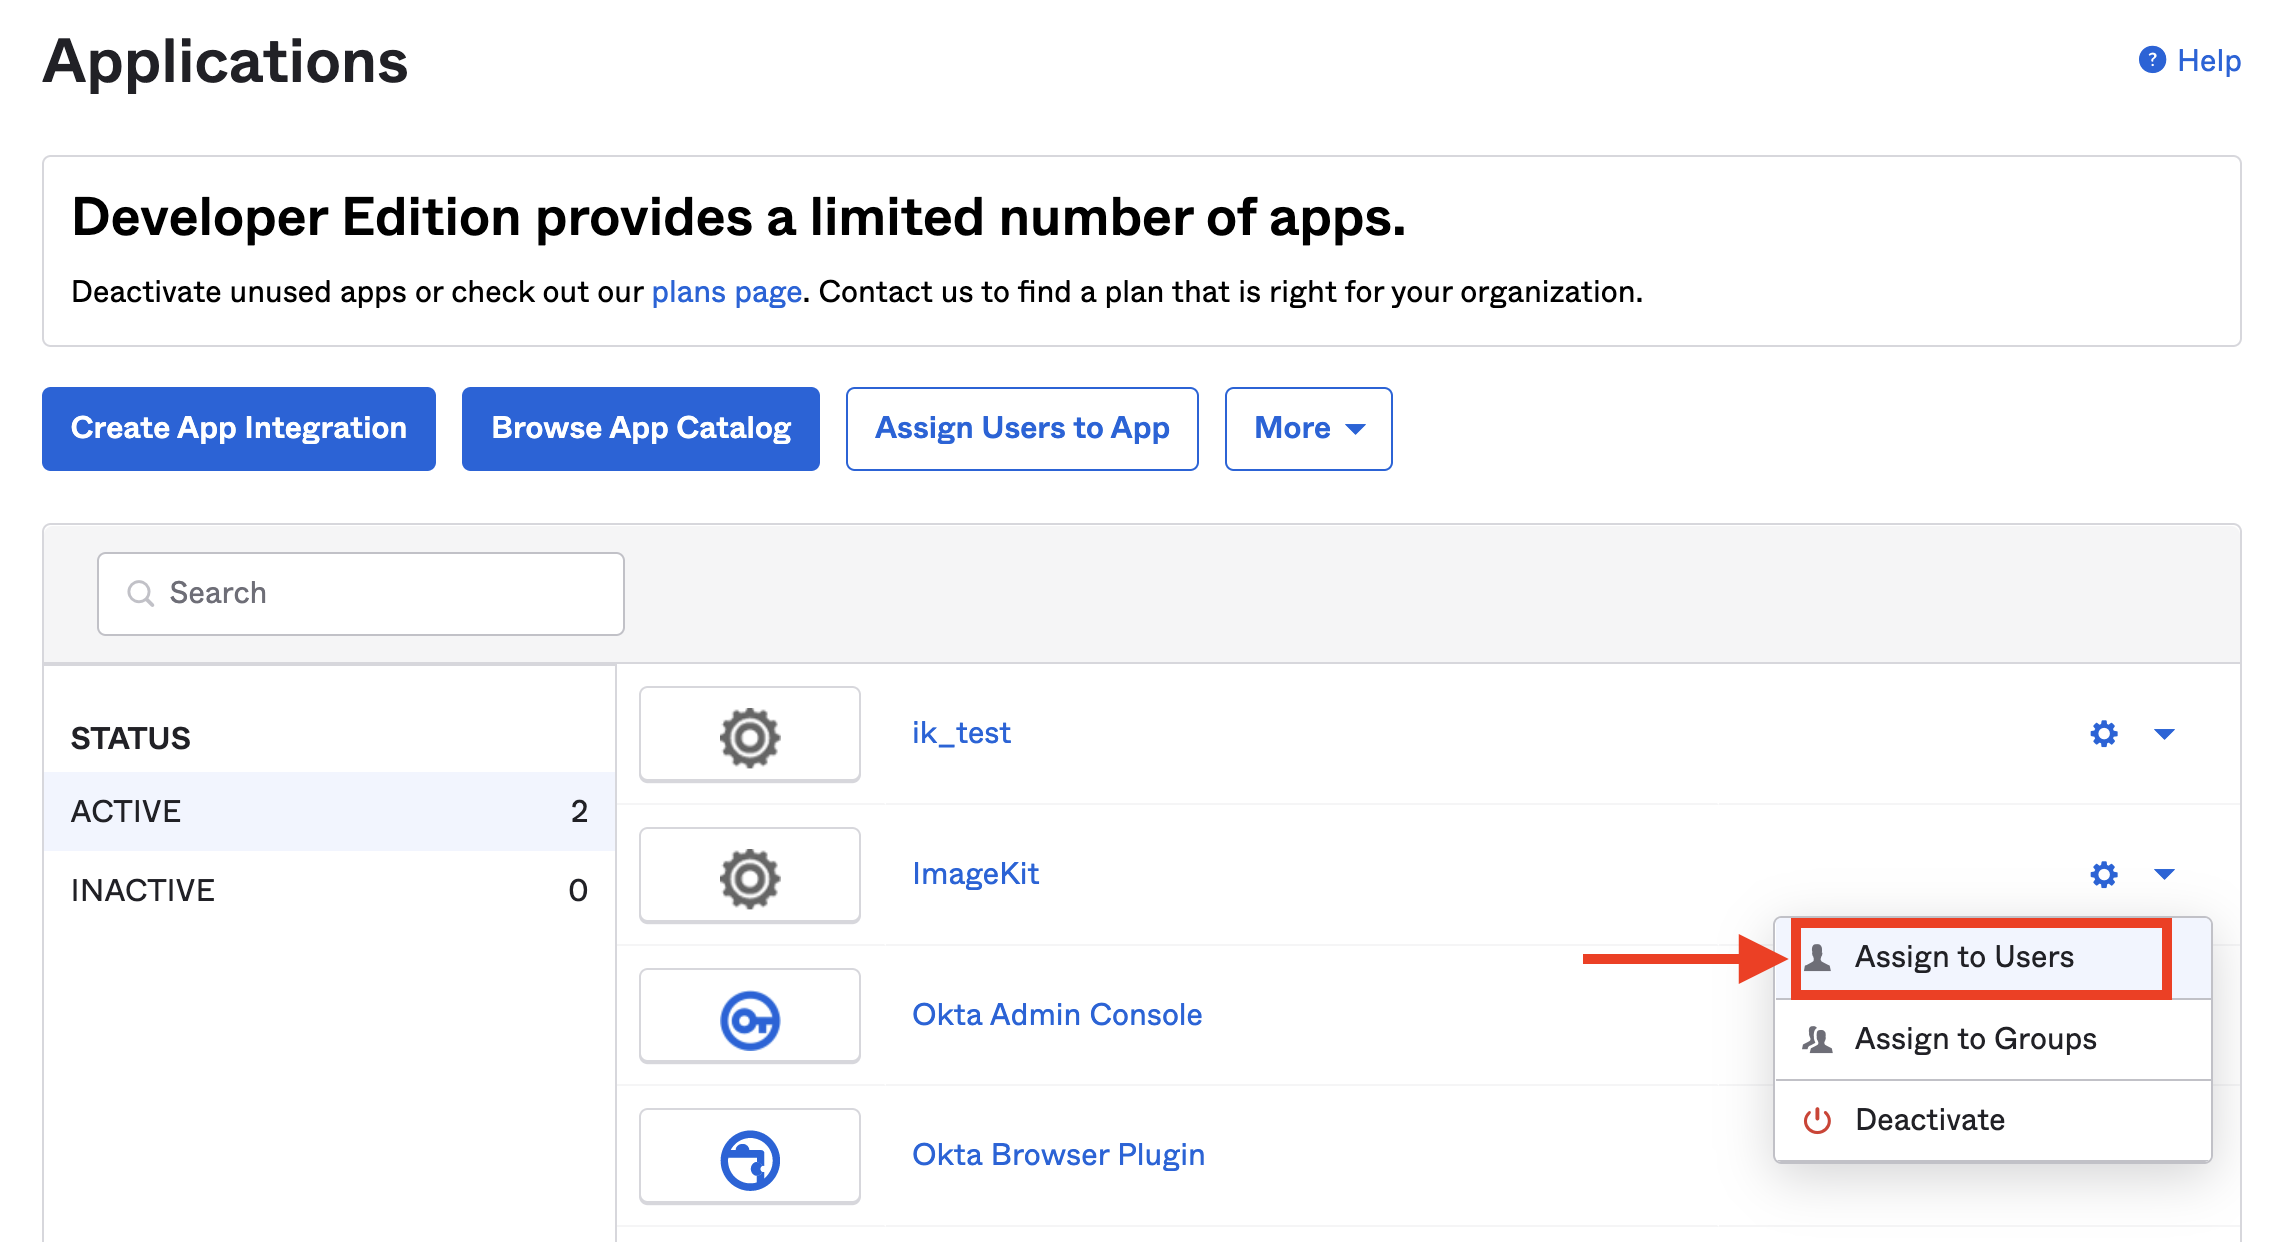 Applications
? Help
Developer Edition provides a limited number of apps.
Deactivate unused apps or check out our plans page. Contact us to find a plan that is right for your organization.
Create App Integration
Browse App Catalog
Assign Users to App
More
Search
STATUS
ACTIVE 2
INACTIVE 0
ik_test
ImageKit
Assign to Users
Assign to Groups
Deactivate
Okta Admin Console
Okta Browser Plugin